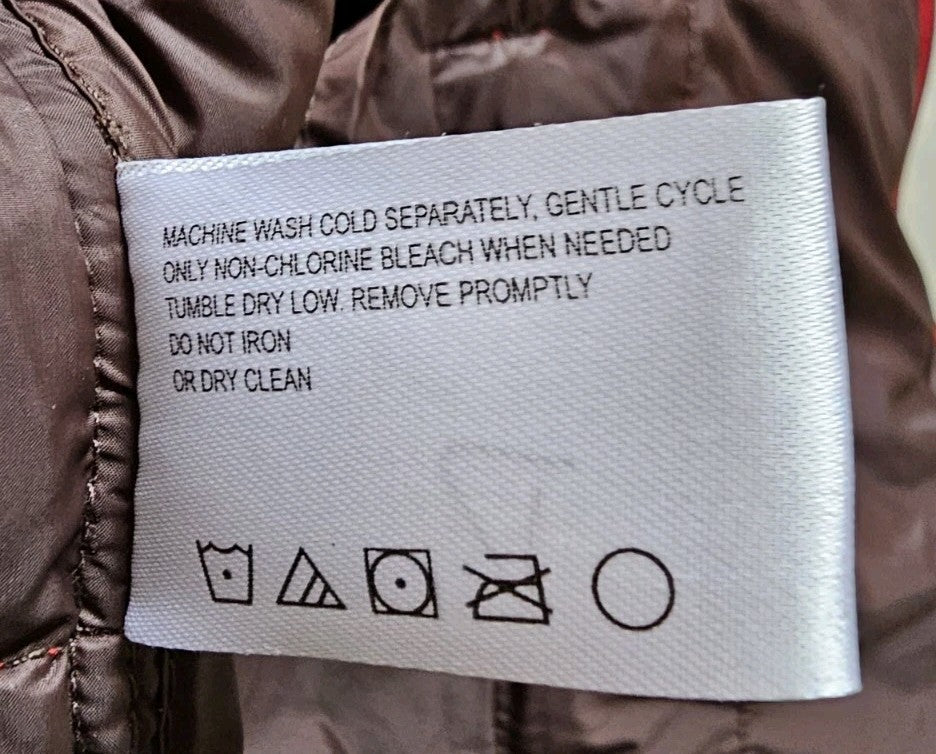 MACHINE WASH COLD SEPARATELY, GENTLE CYCLE
ONLY NON-CHLORINE BLEACH WHEN NEEDED
TUMBLE DRY LOW. REMOVE PROMPTLY
DO NOT IRON
OR DRY CLEAN